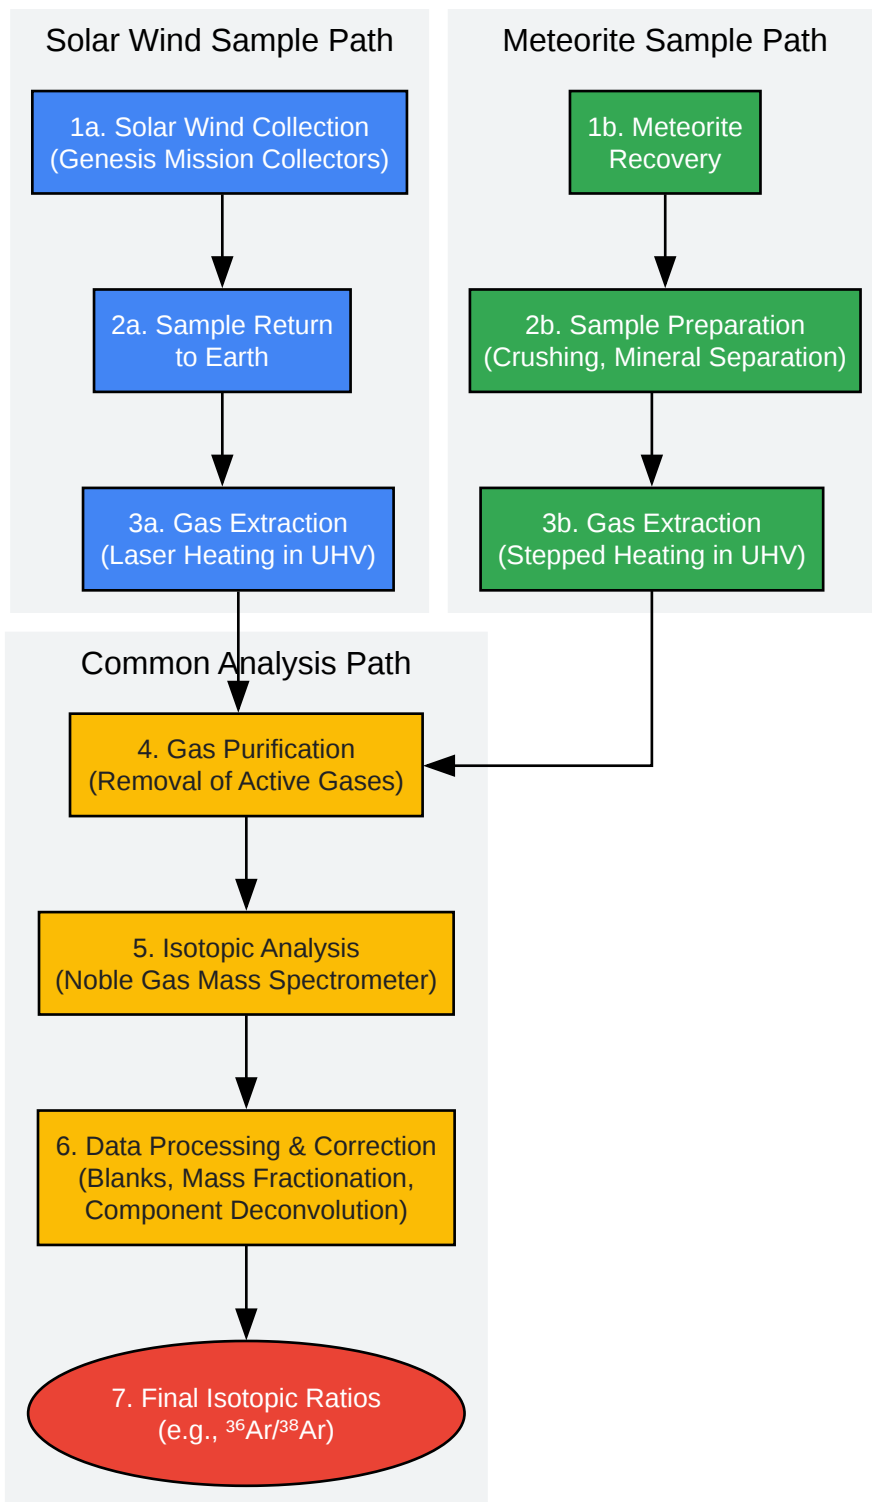 Solar Wind Sample Path
1a. Solar Wind Collection
(Genesis Mission Collectors)
2a. Sample Return
to Earth
3a. Gas Extraction
(Laser Heating in UHV)
Meteorite Sample Path
1b. Meteorite
Recovery
2b. Sample Preparation
(Crushing, Mineral Separation)
3b. Gas Extraction
(Stepped Heating in UHV)
Common Analysis Path
4. Gas Purification
(Removal of Active Gases)
5. Isotopic Analysis
(Noble Gas Mass Spectrometer)
6. Data Processing & Correction
(Blanks, Mass Fractionation,
Component Deconvolution)
7. Final Isotopic Ratios
(e.g., ³⁶Ar/³⁸Ar)